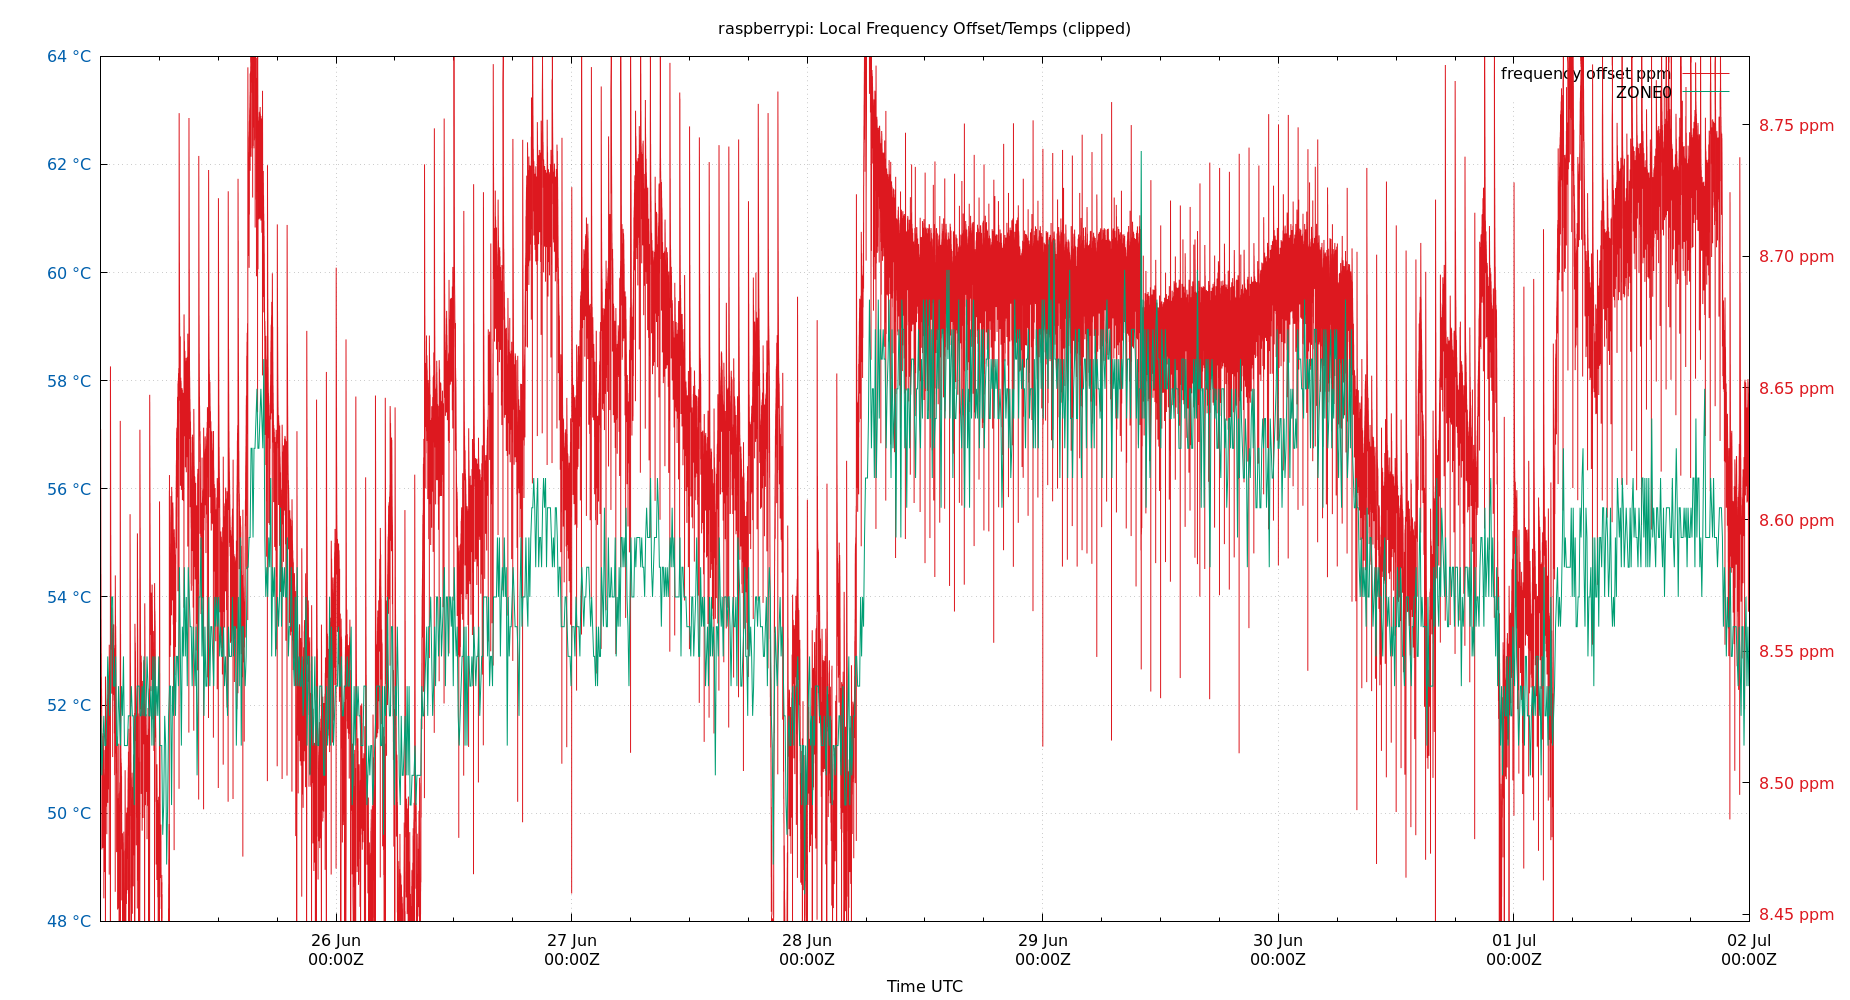 raspberrypi: Local Frequency Offset/Temps (clipped)
64 °C
62 °C
60 °C
58 °C
56 °C
54 °C
52 °C
50 °C
48 °C
frequency offset ppm
ZONE0
8.75 ppm
8.70 ppm
8.65 ppm
8.60 ppm
8.55 ppm
8.50 ppm
8.45 ppm
26 Jun
00:00Z
27 Jun
00:00Z
28 Jun
00:00Z
29 Jun
00:00Z
30 Jun
00:00Z
01 Jul
00:00Z
02 Jul
00:00Z
Time UTC